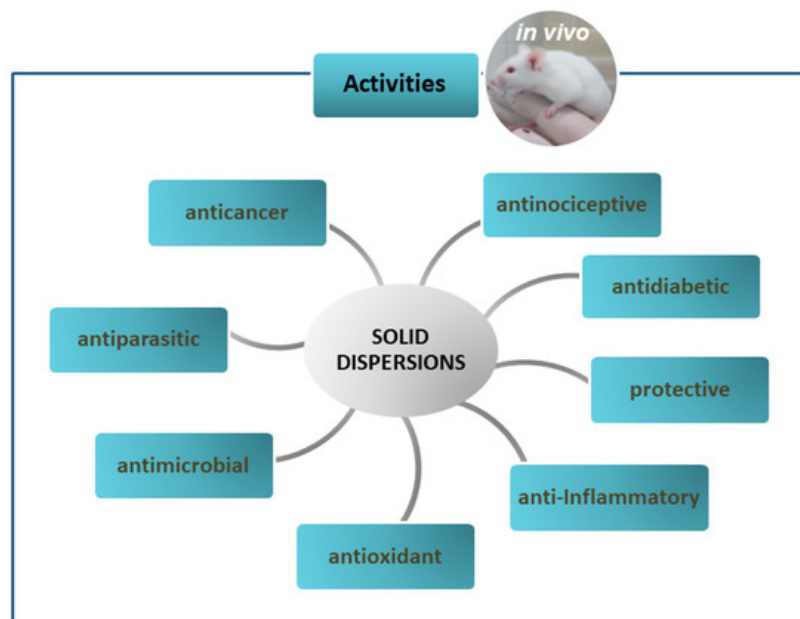 in vivo
Activities
anticancer
antinociceptive
antidiabetic
antiparasitic
SOLID
DISPERSIONS
protective
antimicrobial
anti-Inflammatory
antioxidant